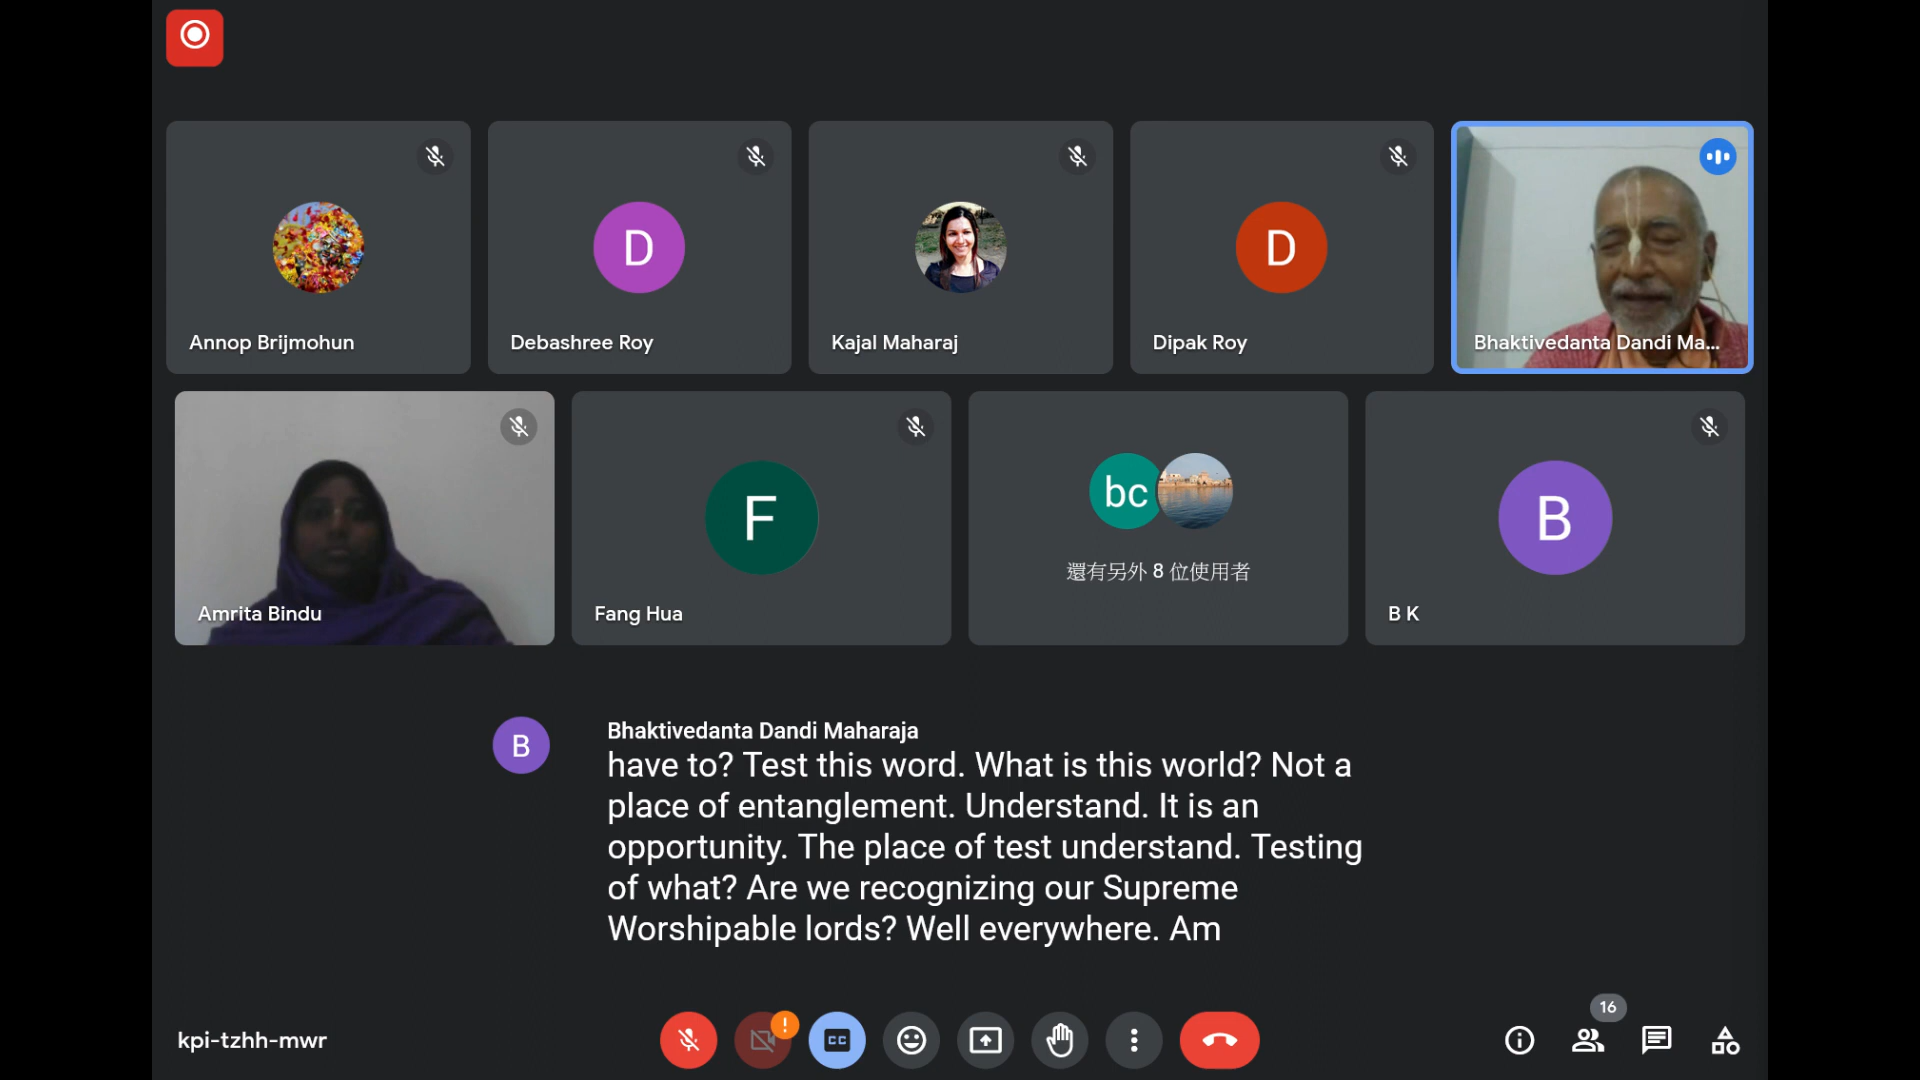 Annop Brijmohun
D
Debashree Roy
Kajal Maharaj
D
Dipak Roy
Bhaktivedanta Dandi Ma...
Amrita Bindu
F
Fang Hua
bc
還有另外 8 位使用者
B
B K
B
Bhaktivedanta Dandi Maharaja
have to? Test this word. What is this world? Not a
place of entanglement. Understand. It is an
opportunity. The place of test understand. Testing
of what? Are we recognizing our Supreme
Worshipable lords? Well everywhere. Am
kpi-tzhh-mwr
!
CC
16